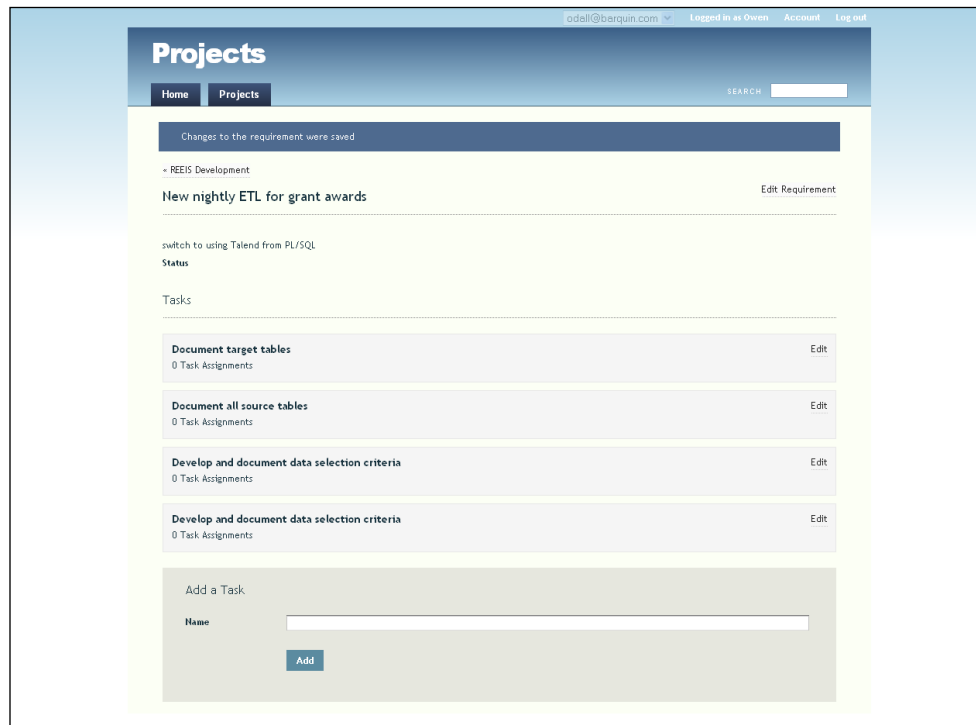 odall@barquin.com Logged in as Owen Account Log out
Projects
Home Projects SEARCH
Changes to the requirement were saved
« REEIS Development
New nightly ETL for grant awards Edit Requirement
switch to using Talend from PL/SQL
Status
Tasks
Document target tables Edit
0 Task Assignments
Document all source tables Edit
0 Task Assignments
Develop and document data selection criteria Edit
0 Task Assignments
Develop and document data selection criteria Edit
0 Task Assignments
Add a Task
Name
Add